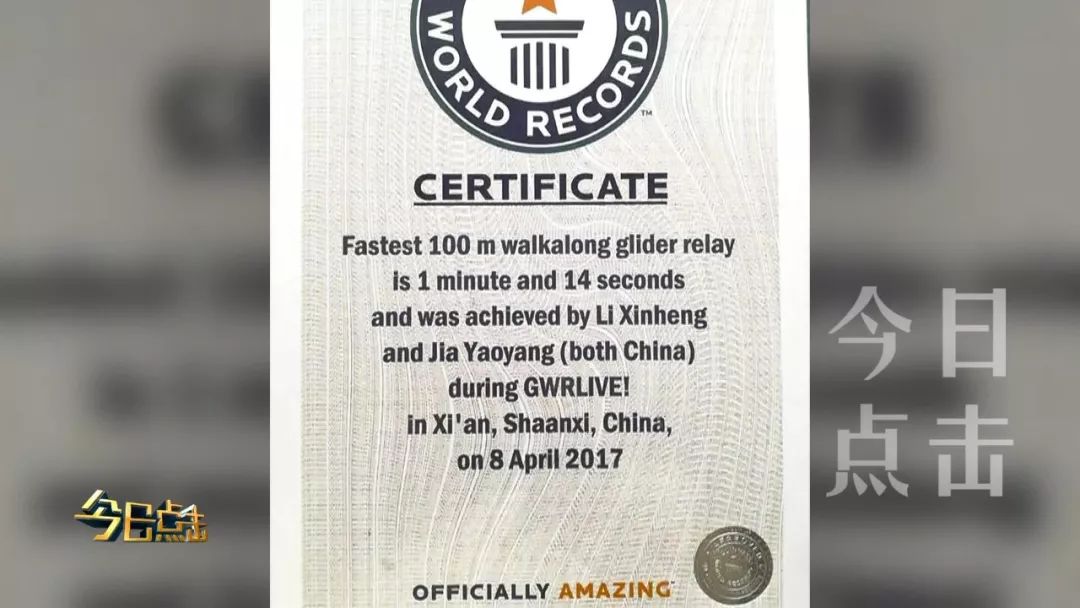 WORLD RECORDS™
CERTIFICATE
Fastest 100 m walkalong glider relay
is 1 minute and 14 seconds
and was achieved by Li Xinheng
and Jia Yaoyang (both China)
during GWRLIVE!
in Xi'an, Shaanxi, China,
on 8 April 2017
OFFICIALLY AMAZING™
今日
点击
今日点击